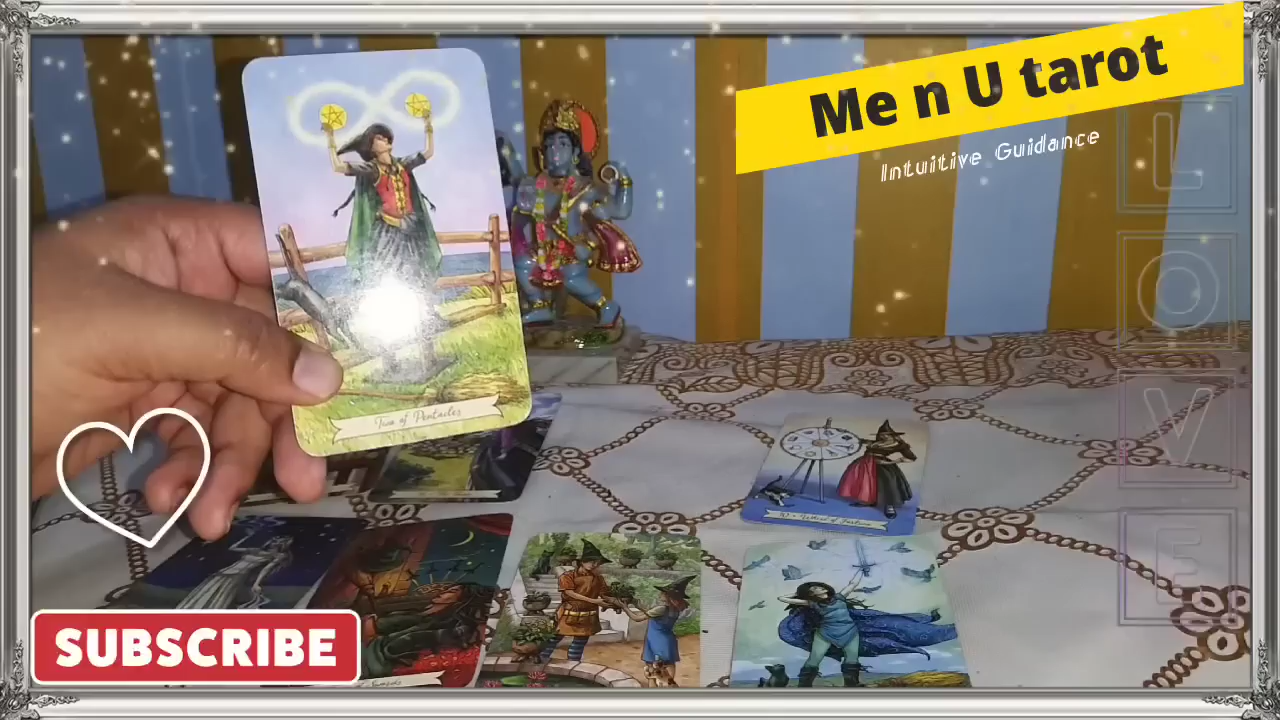 Me n U tarot
Intuitive Guidance
L
O
V
E
Two of Pentacles
SUBSCRIBE